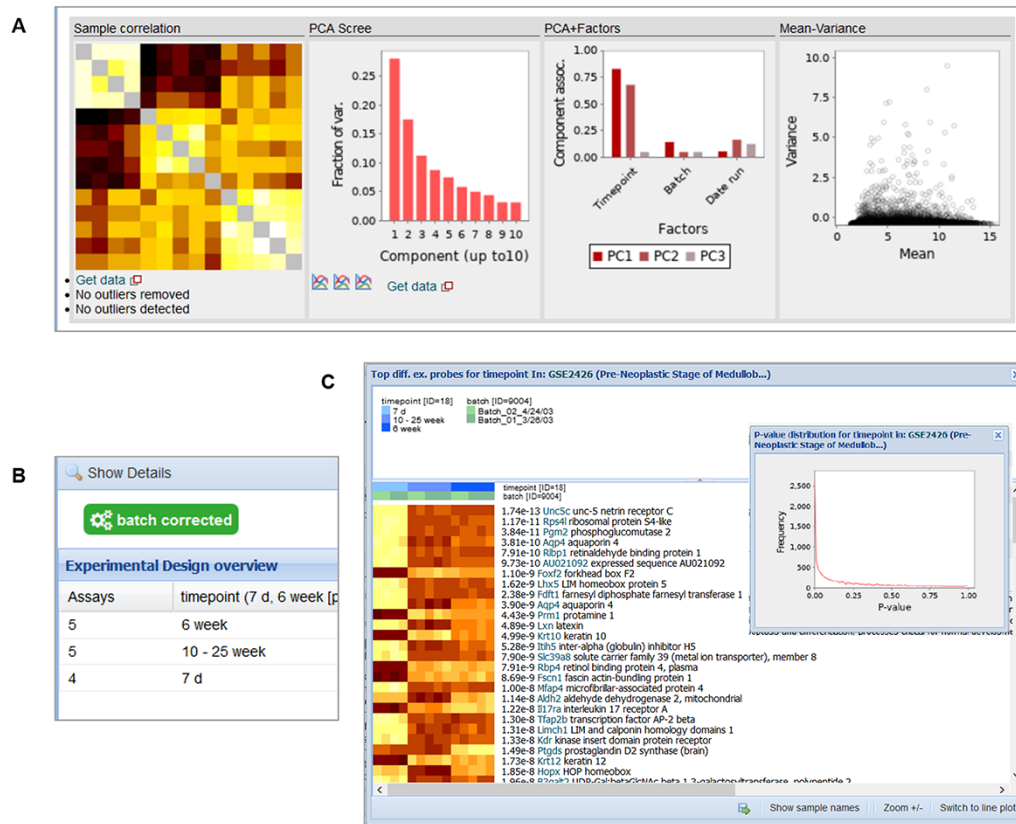 A
Sample correlation
PCA Scree
PCA+Factors
Mean-Variance
Fraction of var.
0.25
0.20
0.15
0.10
0.05
0.00
1 2 3 4 5 6 7 8 9 10
Component (up to10)
Component assoc.
1.00
0.75
0.50
0.25
0.00
Timepoint
Batch
Date run
Factors
PC1 PC2 PC3
Variance
10.0
7.5
5.0
2.5
0.0
0 5 10 15
Mean
Get data
No outliers removed
No outliers detected
Get data
B
Show Details
batch corrected
Experimental Design overview
Assays timepoint (7 d, 6 week [p
5 6 week
5 10 - 25 week
4 7 d
C
Top diff. ex. probes for timepoint In: GSE2426 (Pre-Neoplastic Stage of Medullob...)
timepoint [ID=18] batch [ID=9004]
7 d Batch_02_4/24/03
10 - 25 week Batch_01_3/26/03
6 week
P-value distribution for timepoint in: GSE2426 (Pre-
Neoplastic Stage of Medullob...)
Frequency
2,500
2,000
1,500
1,000
500
0
0.00 0.25 0.50 0.75 1.00
P-value
timepoint [ID=18]
batch [ID=9004]
1.74e-13 Unc5c unc-5 netrin receptor C
1.17e-11 Rps4l ribosomal protein S4-like
3.84e-11 Pgm2 phosphoglucomutase 2
3.81e-10 Aqp4 aquaporin 4
7.91e-10 Rlbp1 retinaldehyde binding protein 1
9.73e-10 AU021092 expressed sequence AU021092
1.10e-9 Foxf2 forkhead box F2
1.62e-9 Lhx5 LIM homeobox protein 5
2.38e-9 Fdft1 farnesyl diphosphate farnesyl transferase 1
3.90e-9 Aqp4 aquaporin 4
4.43e-9 Prm1 protamine 1
4.89e-9 Lxn latexin
4.99e-9 Krt10 keratin 10
5.28e-9 Itih5 inter-alpha (globulin) inhibitor H5
7.90e-9 Slc39a8 solute carrier family 39 (metal ion transporter), member 8
7.91e-9 Rbp4 retinol binding protein 4, plasma
8.69e-9 Fscn1 fascin actin-bundling protein 1
1.00e-8 Mfap4 microfibrillar-associated protein 4
1.14e-8 Aldh2 aldehyde dehydrogenase 2, mitochondrial
1.22e-8 Il17ra interleukin 17 receptor A
1.30e-8 Tfap2b transcription factor AP-2 beta
1.31e-8 Limch1 LIM and calponin homology domains 1
1.33e-8 Kdr kinase insert domain protein receptor
1.49e-8 Ptgds prostaglandin D2 synthase (brain)
1.73e-8 Krt12 keratin 12
1.85e-8 Hopx HOP homeobox
1.96e-8 B3galt2 UDP-Gal:betaGlcNAc beta 1,3-galactosyltransferase, polypeptide 2
Show sample names Zoom +/- Switch to line plot